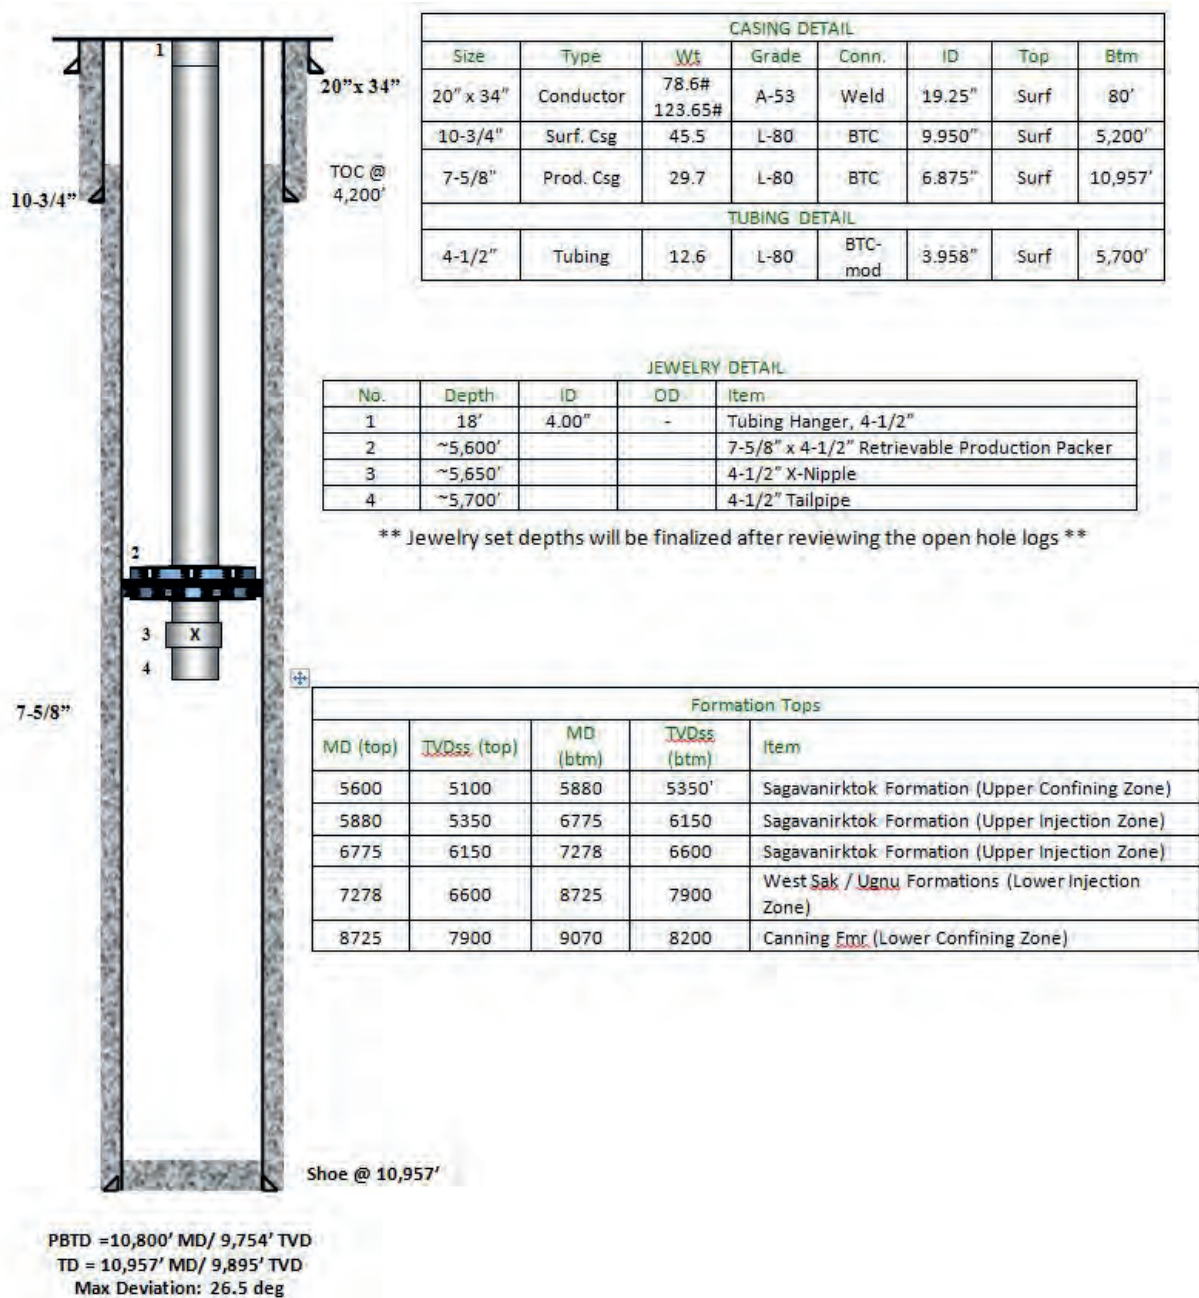 1
20”x 34”
TOC @
4,200’
10-3/4”
2
3 X
4
7-5/8”
Shoe @ 10,957’
PBTD =10,800’ MD/ 9,754’ TVD
TD = 10,957’ MD/ 9,895’ TVD
Max Deviation: 26.5 deg
CASING DETAIL
Size Type Wt Grade Conn. ID Top Btm
20” x 34” Conductor 78.6# 123.65# A-53 Weld 19.25” Surf 80’
10-3/4” Surf. Csg 45.5 L-80 BTC 9.950” Surf 5,200’
7-5/8” Prod. Csg 29.7 L-80 BTC 6.875” Surf 10,957’
TUBING DETAIL
4-1/2” Tubing 12.6 L-80 BTC-mod 3.958” Surf 5,700’
JEWELRY DETAIL
No. Depth ID OD Item
1 18’ 4.00” - Tubing Hanger, 4-1/2”
2 ~5,600’ 7-5/8” x 4-1/2” Retrievable Production Packer
3 ~5,650’ 4-1/2” X-Nipple
4 ~5,700’ 4-1/2” Tailpipe
** Jewelry set depths will be finalized after reviewing the open hole logs **
Formation Tops
MD (top) TVDss (top) MD (btm) TVDss (btm) Item
5600 5100 5880 5350' Sagavanirktok Formation (Upper Confining Zone)
5880 5350 6775 6150 Sagavanirktok Formation (Upper Injection Zone)
6775 6150 7278 6600 Sagavanirktok Formation (Upper Injection Zone)
7278 6600 8725 7900 West Sak / Ugnu Formations (Lower Injection
Zone)
8725 7900 9070 8200 Canning Fmr (Lower Confining Zone)